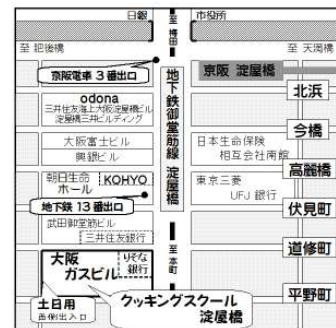 日銀
至 梅田
市役所
至 肥後橋
至 天満橋
京阪電車 3番出口
地下鉄御堂筋線 淀屋橋
京阪 淀屋橋
北浜
odona
三井住友海上大阪淀屋橋ビル
淀屋橋三井ビルディング
今橋
大阪富士ビル
興銀ビル
日本生命保険
相互会社南館
高麗橋
朝日生命
ホール
KOHYO
東京三菱
UFJ 銀行
地下鉄 13番出口
伏見町
武田御堂筋ビル
三井住友銀行
至 本町
道修町
大阪
ガスビル
りそな
銀行
平野町
土日用
西側出入口
クッキングスクール
淀屋橋